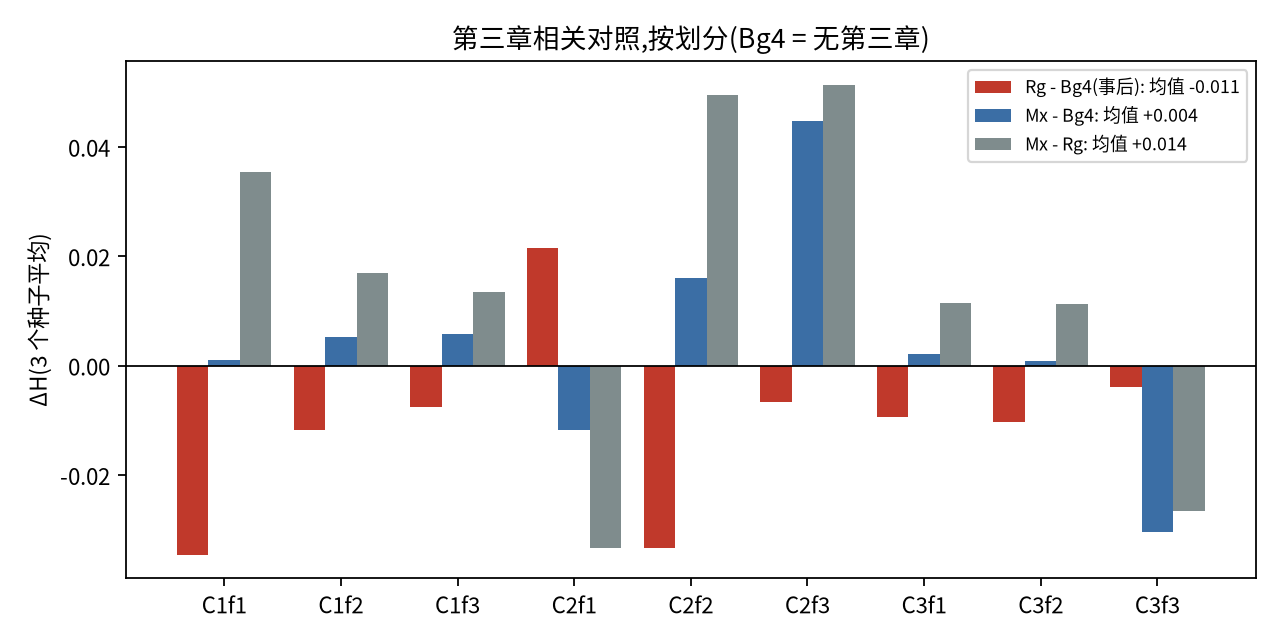 第三章相关对照,按划分(Bg4 = 无第三章)
Rg - Bg4(事后): 均值 -0.011
Mx - Bg4: 均值 +0.004
Mx - Rg: 均值 +0.014
ΔH(3 个种子平均)
0.04
0.02
0.00
-0.02
C1f1 C1f2 C1f3 C2f1 C2f2 C2f3 C3f1 C3f2 C3f3